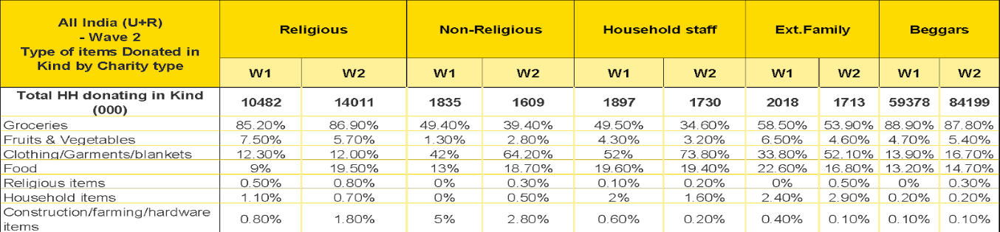 All India (U+R)
- Wave 2
Type of items Donated in
Kind by Charity type
Religious Non-Religious Household staff Ext.Family Beggars
W1 W2 W1 W2 W1 W2 W1 W2 W1 W2
Total HH donating in Kind
(000)
10482 14011 1835 1609 1897 1730 2018 1713 59378 84199
Groceries 85.20% 86.90% 49.40% 39.40% 49.50% 34.60% 58.50% 53.90% 88.90% 87.80%
Fruits & Vegetables 7.50% 5.70% 1.30% 2.80% 4.30% 3.20% 6.50% 4.60% 4.70% 5.40%
Clothing/Garments/blankets 12.30% 12.00% 42% 64.20% 52% 73.80% 33.80% 52.10% 13.90% 16.70%
Food 9% 19.50% 13% 18.70% 19.60% 19.40% 22.60% 16.80% 13.20% 14.70%
Religious items 0.50% 0.80% 0% 0.30% 0.10% 0.20% 0% 0.50% 0% 0.30%
Household items 1.10% 0.70% 0% 0.50% 2% 1.60% 2.40% 2.90% 0.20% 0.20%
Construction/farming/hardware
items
0.80% 1.80% 5% 2.80% 0.60% 0.20% 0.40% 0.10% 0.10% 0.10%